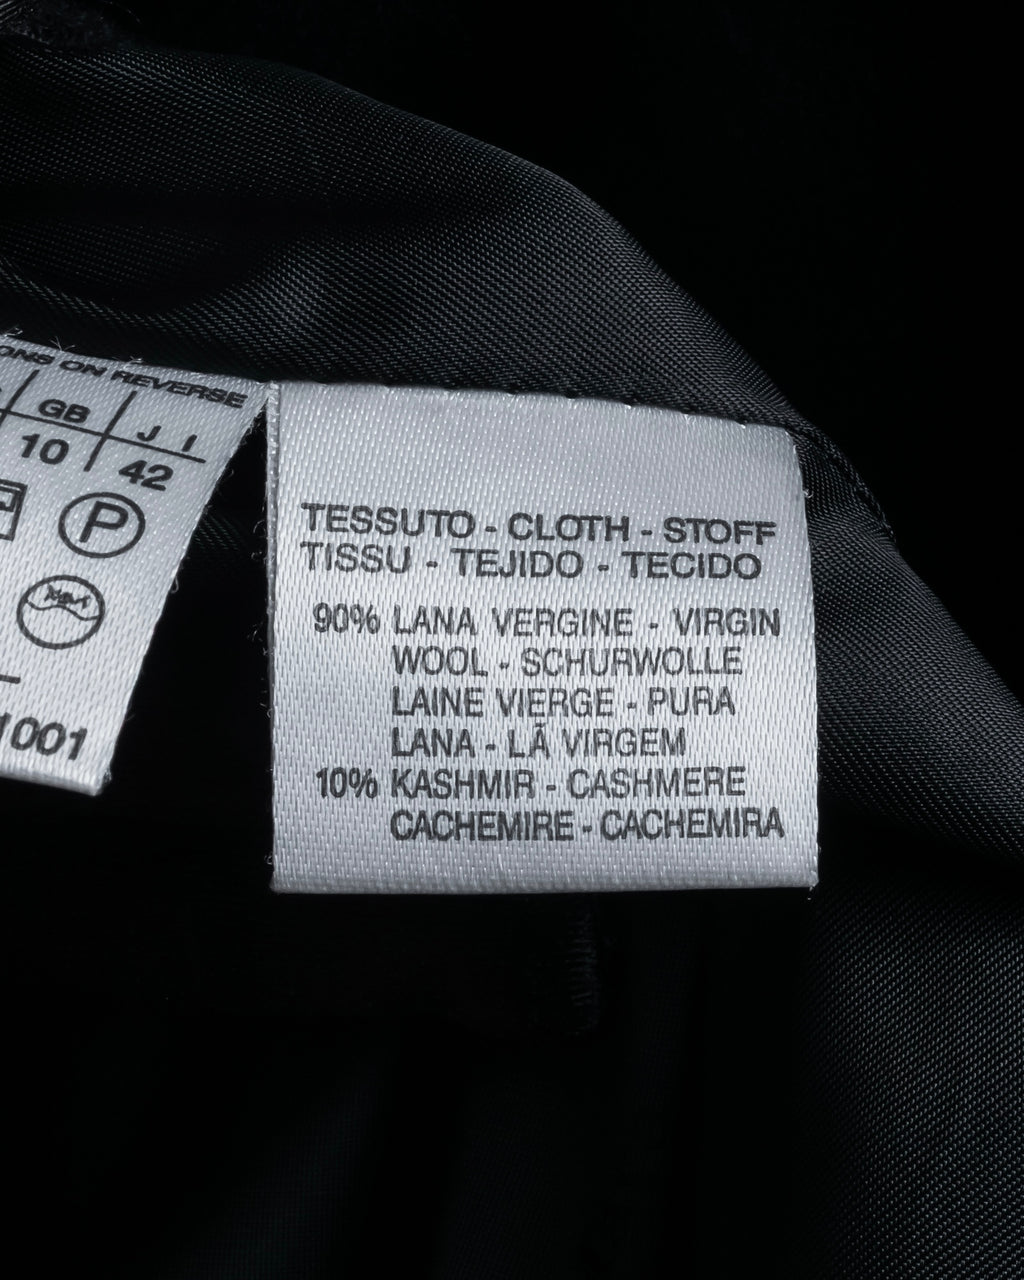 ON REVERSE
GB
J I
10
42
P
1001
TESSUTO - CLOTH - STOFF
TISSU - TEJIDO - TECIDO
90% LANA VERGINE - VIRGIN
WOOL - SCHURWOLLE
LAINE VIERGE - PURA
LANA - LÃ VIRGEM
10% KASHMIR - CASHMERE
CACHEMIRE - CACHEMIRA